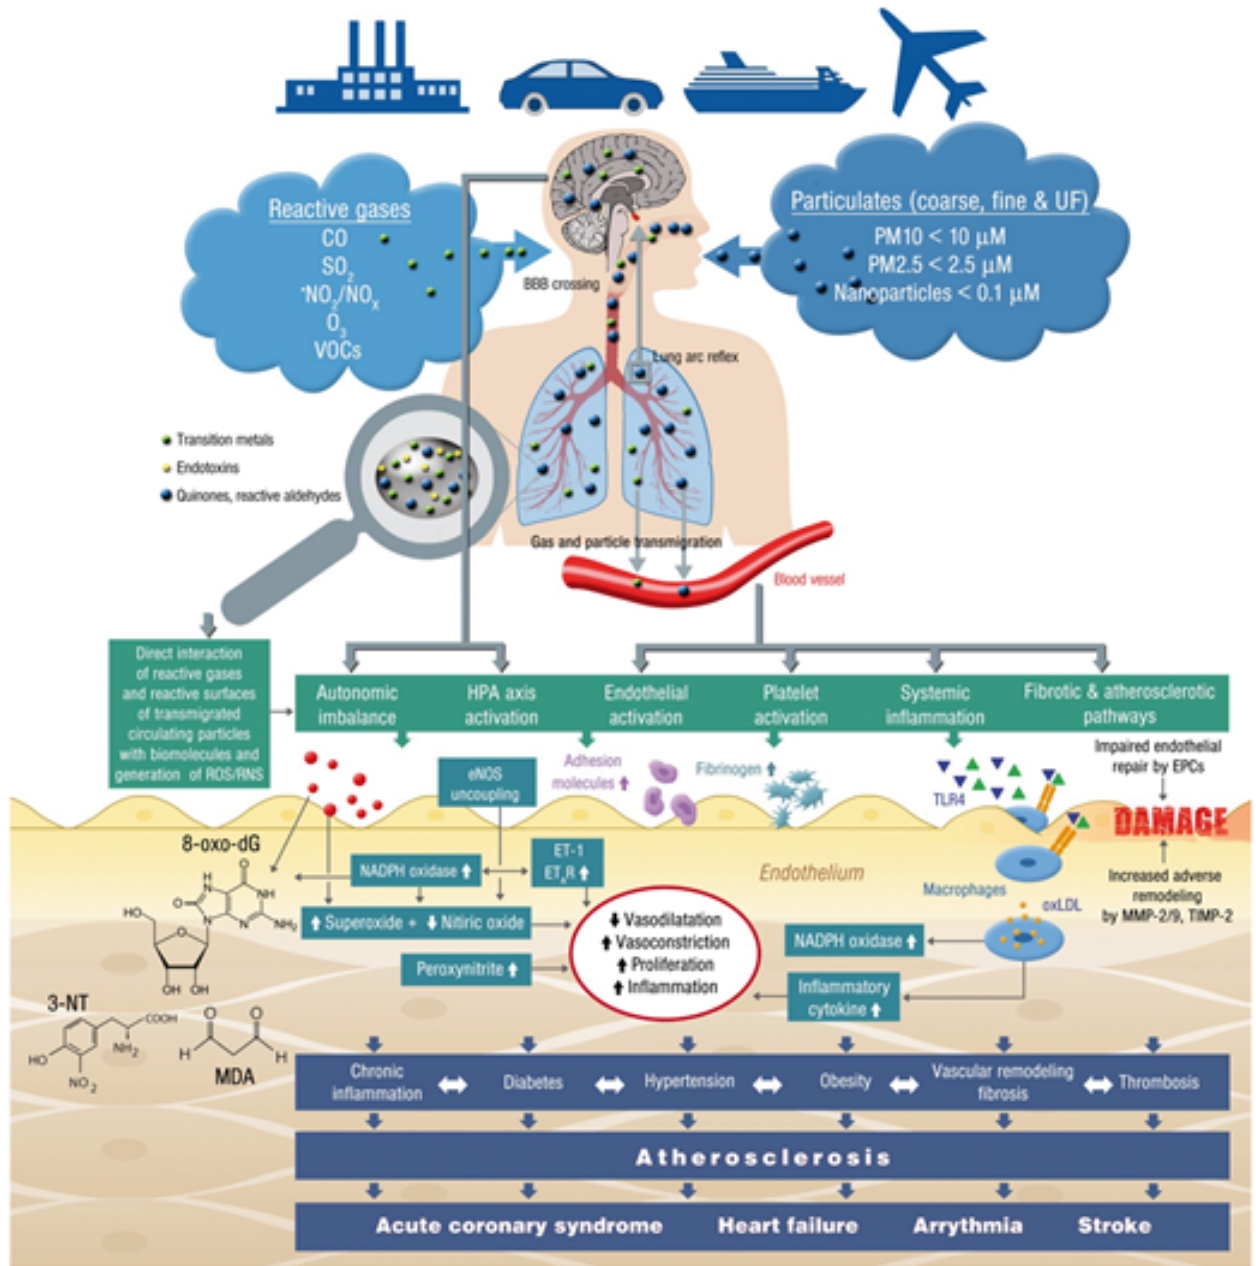 Reactive gases
CO
SO₂
•NO₂/NOₓ
O₃
VOCs
Particulates (coarse, fine & UF)
PM10 < 10 µM
PM2.5 < 2.5 µM
Nanoparticles < 0.1 µM
BBB crossing
Lung arc reflex
Transition metals
Endotoxins
Quinones, reactive aldehydes
Gas and particle transmigration
Blood vessel
Direct interaction
of reactive gases
and reactive surfaces
of transmigrated
circulating particles
with biomolecules and
generation of ROS/RNS
Autonomic
imbalance
HPA axis
activation
Endothelial
activation
Platelet
activation
Systemic
inflammation
Fibrotic & atherosclerotic
pathways
eNOS
uncoupling
Adhesion
molecules ⬆
Fibrinogen ⬆
TLR4
Impaired endothelial
repair by EPCs
DAMAGE
Increased adverse
remodeling
by MMP-2/9, TIMP-2
8-oxo-dG
O
H
N
NH
O
N
H
N
NH₂
HO
O
OH
OH
NADPH oxidase ⬆
ET-1
ETₐR ⬆
Endothelium
Macrophages
oxLDL
⬆ Superoxide + ⬇ Nitiric oxide
Peroxynitrite ⬆
⬇ Vasodilatation
⬆ Vasoconstriction
⬆ Proliferation
⬆ Inflammation
NADPH oxidase ⬆
Inflammatory
cytokine ⬆
3-NT
COOH
NH₂
HO
NO₂
O
O
H
H
MDA
Chronic
inflammation
Diabetes
Hypertension
Obesity
Vascular remodeling
fibrosis
Thrombosis
Atherosclerosis
Acute coronary syndrome
Heart failure
Arrythmia
Stroke